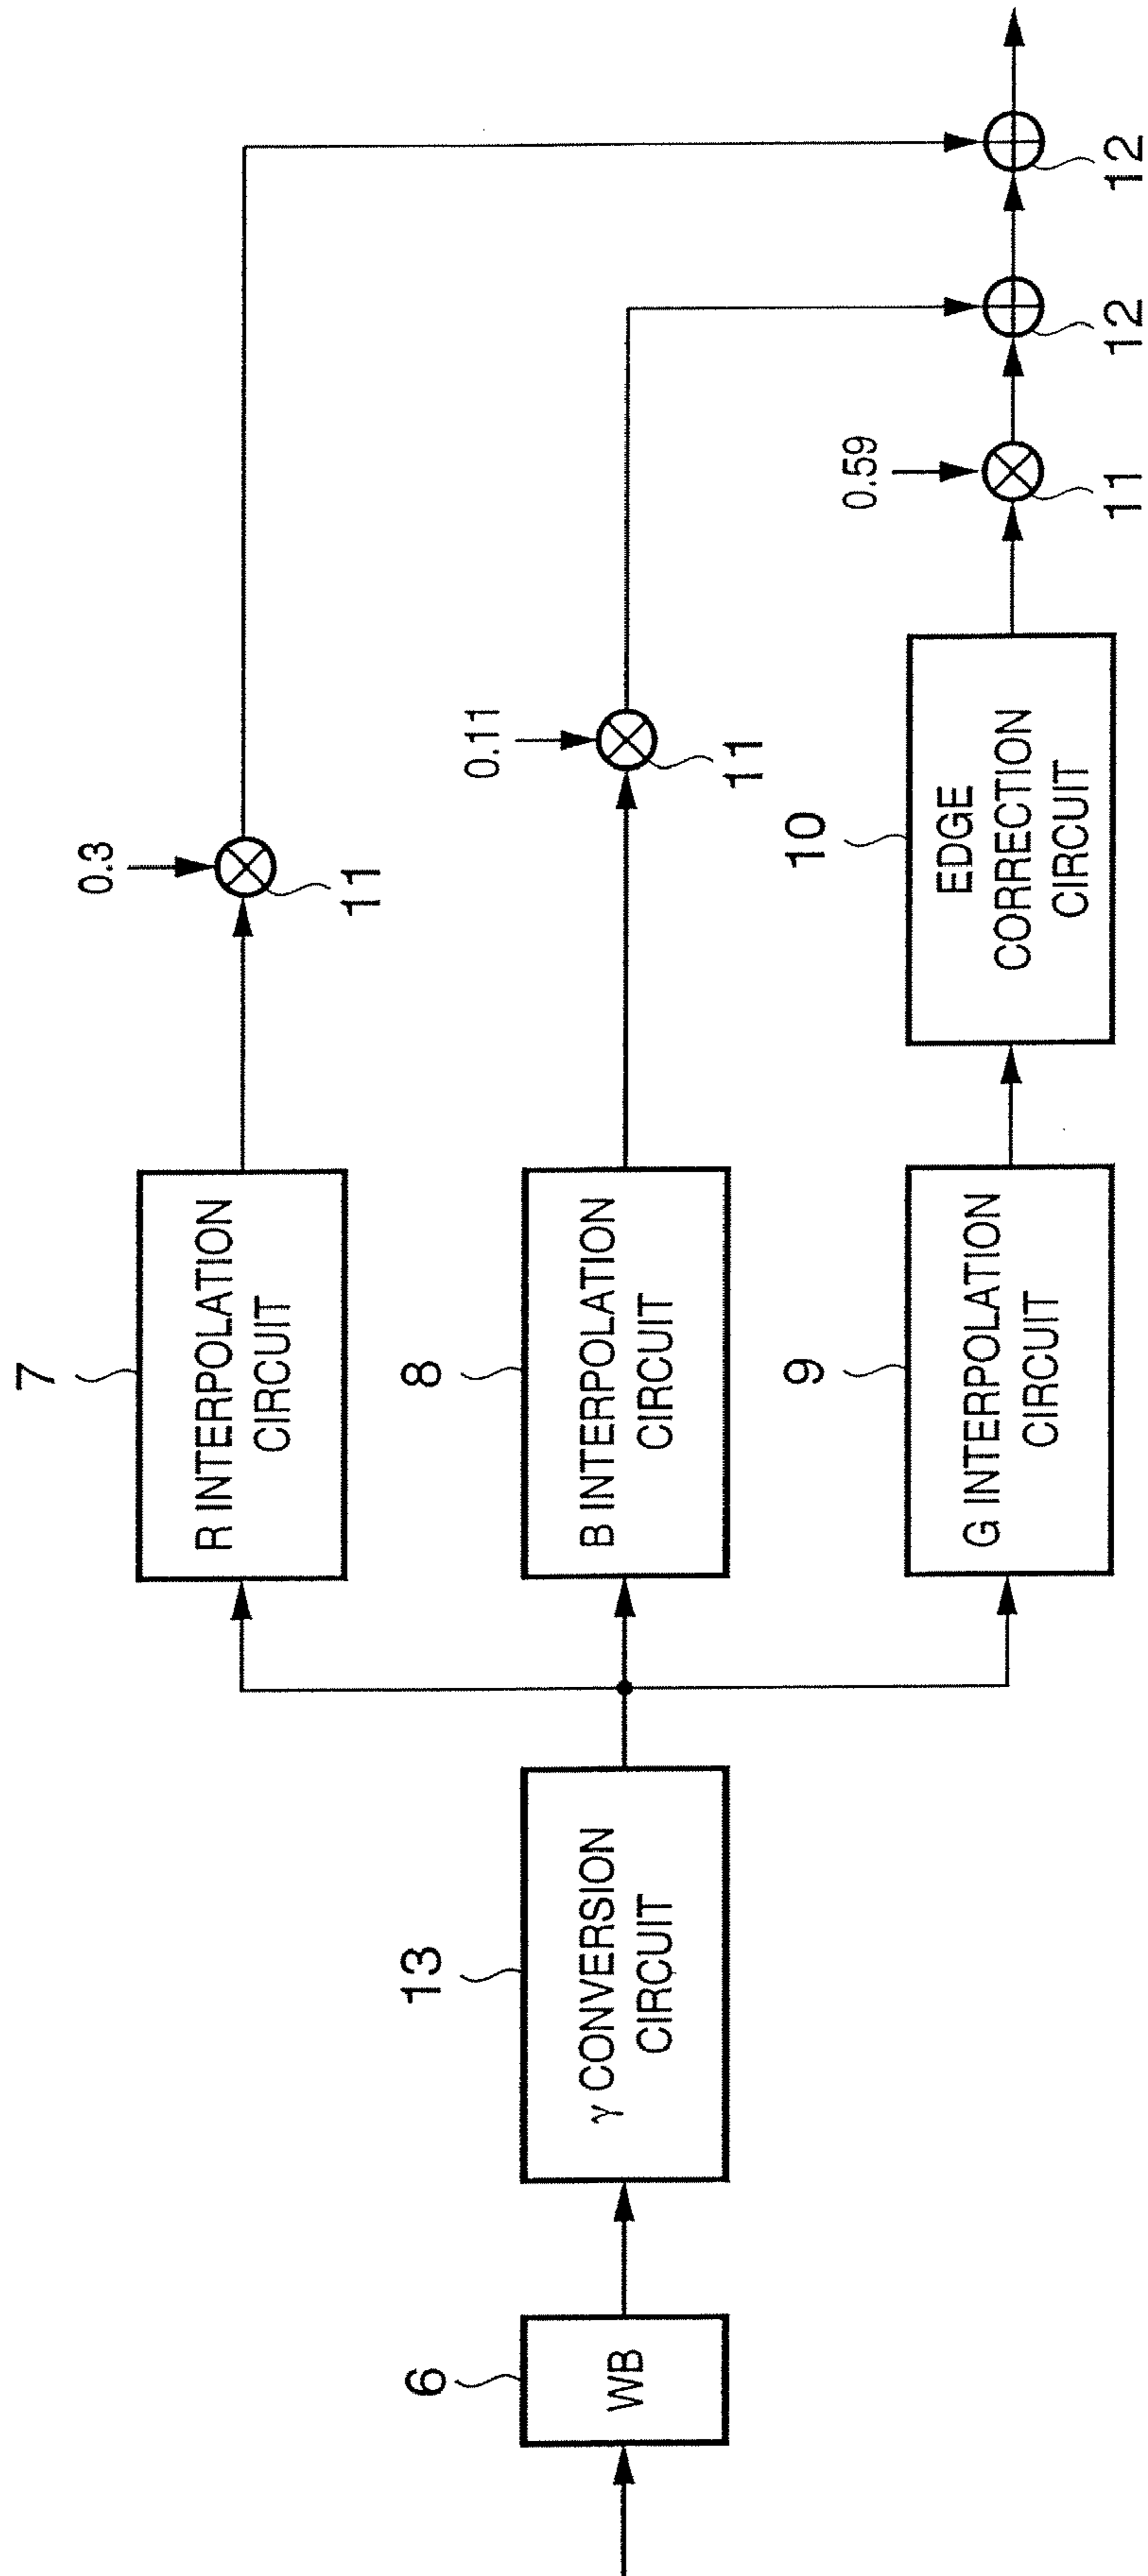 6
WB
13
γ CONVERSION
CIRCUIT
7
R INTERPOLATION
CIRCUIT
0.3
11
8
B INTERPOLATION
CIRCUIT
0.11
11
9
G INTERPOLATION
CIRCUIT
10
EDGE
CORRECTION
CIRCUIT
0.59
11
12
12